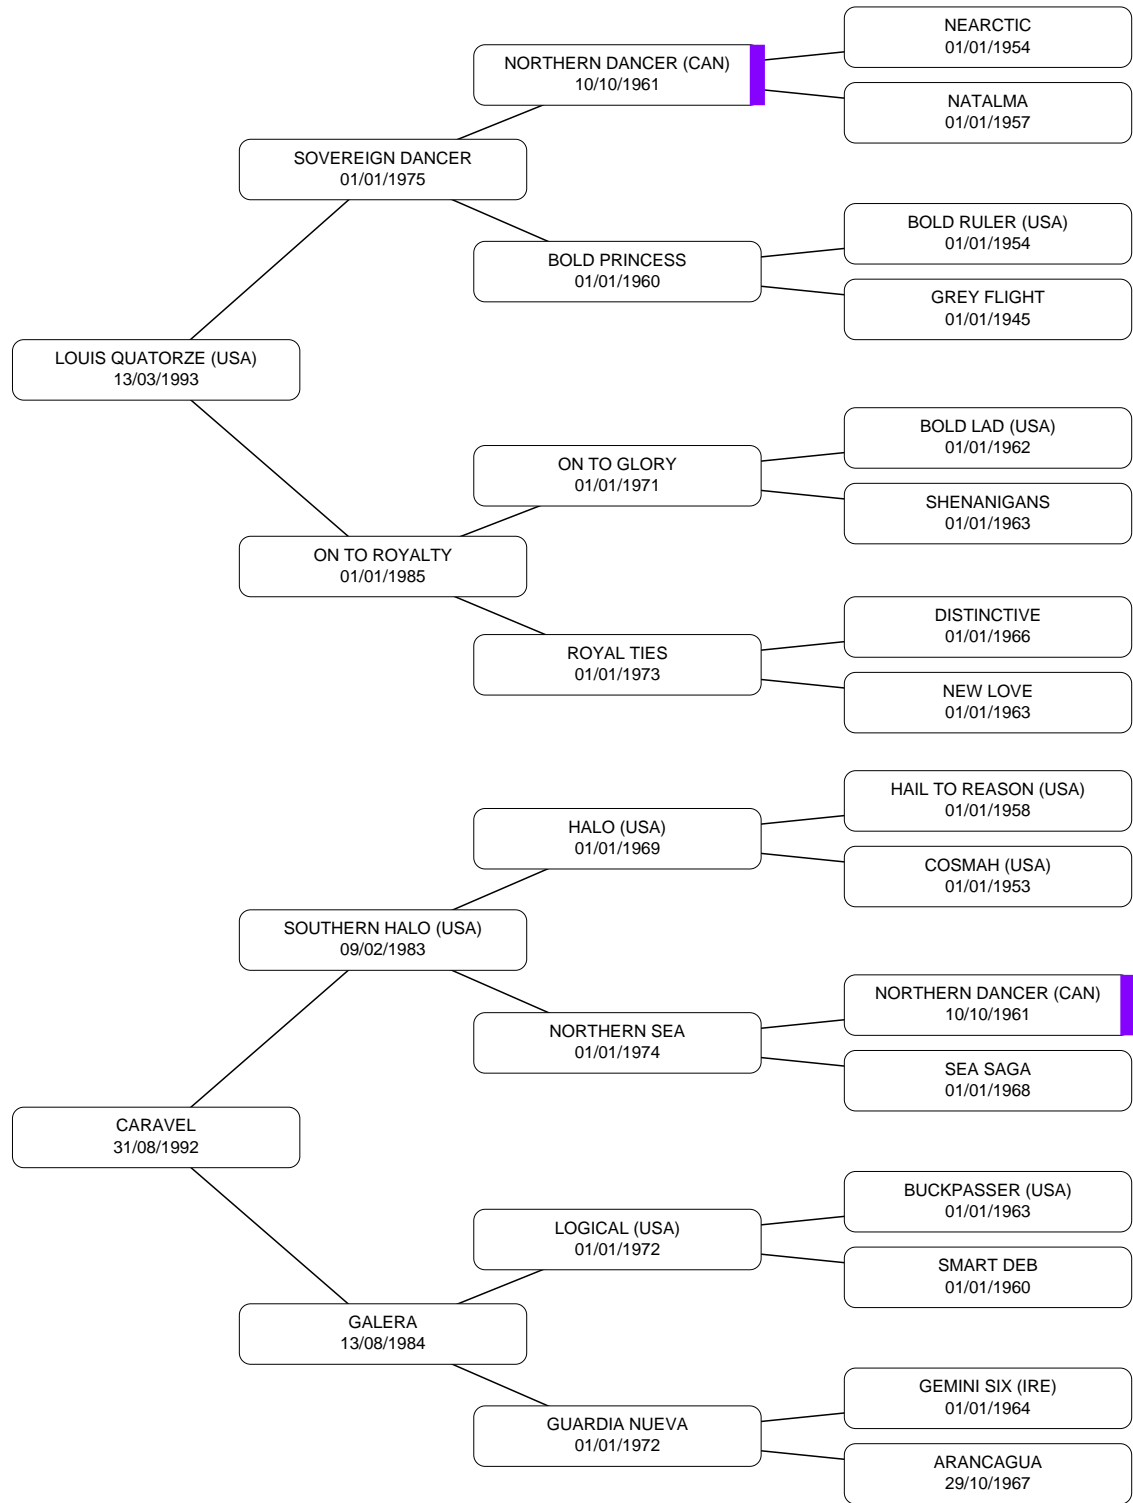 NEARCTIC
01/01/1954
NORTHERN DANCER (CAN)
10/10/1961
NATALMA
01/01/1957
SOVEREIGN DANCER
01/01/1975
BOLD RULER (USA)
01/01/1954
BOLD PRINCESS
01/01/1960
GREY FLIGHT
01/01/1945
LOUIS QUATORZE (USA)
13/03/1993
BOLD LAD (USA)
01/01/1962
ON TO GLORY
01/01/1971
SHENANIGANS
01/01/1963
ON TO ROYALTY
01/01/1985
DISTINCTIVE
01/01/1966
ROYAL TIES
01/01/1973
NEW LOVE
01/01/1963
HAIL TO REASON (USA)
01/01/1958
HALO (USA)
01/01/1969
COSMAH (USA)
01/01/1953
SOUTHERN HALO (USA)
09/02/1983
NORTHERN DANCER (CAN)
10/10/1961
NORTHERN SEA
01/01/1974
SEA SAGA
01/01/1968
CARAVEL
31/08/1992
BUCKPASSER (USA)
01/01/1963
LOGICAL (USA)
01/01/1972
SMART DEB
01/01/1960
GALERA
13/08/1984
GEMINI SIX (IRE)
01/01/1964
GUARDIA NUEVA
01/01/1972
ARANCAGUA
29/10/1967